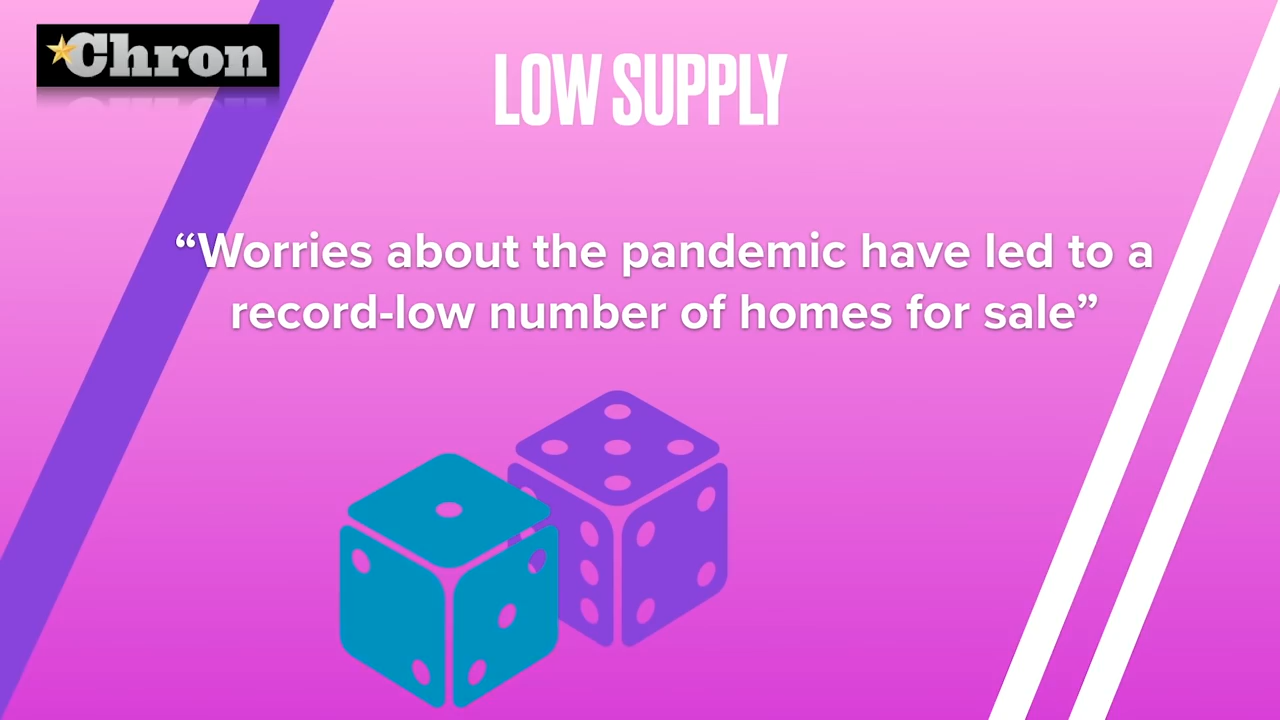 Chron
LOW SUPPLY
“Worries about the pandemic have led to a
record-low number of homes for sale”